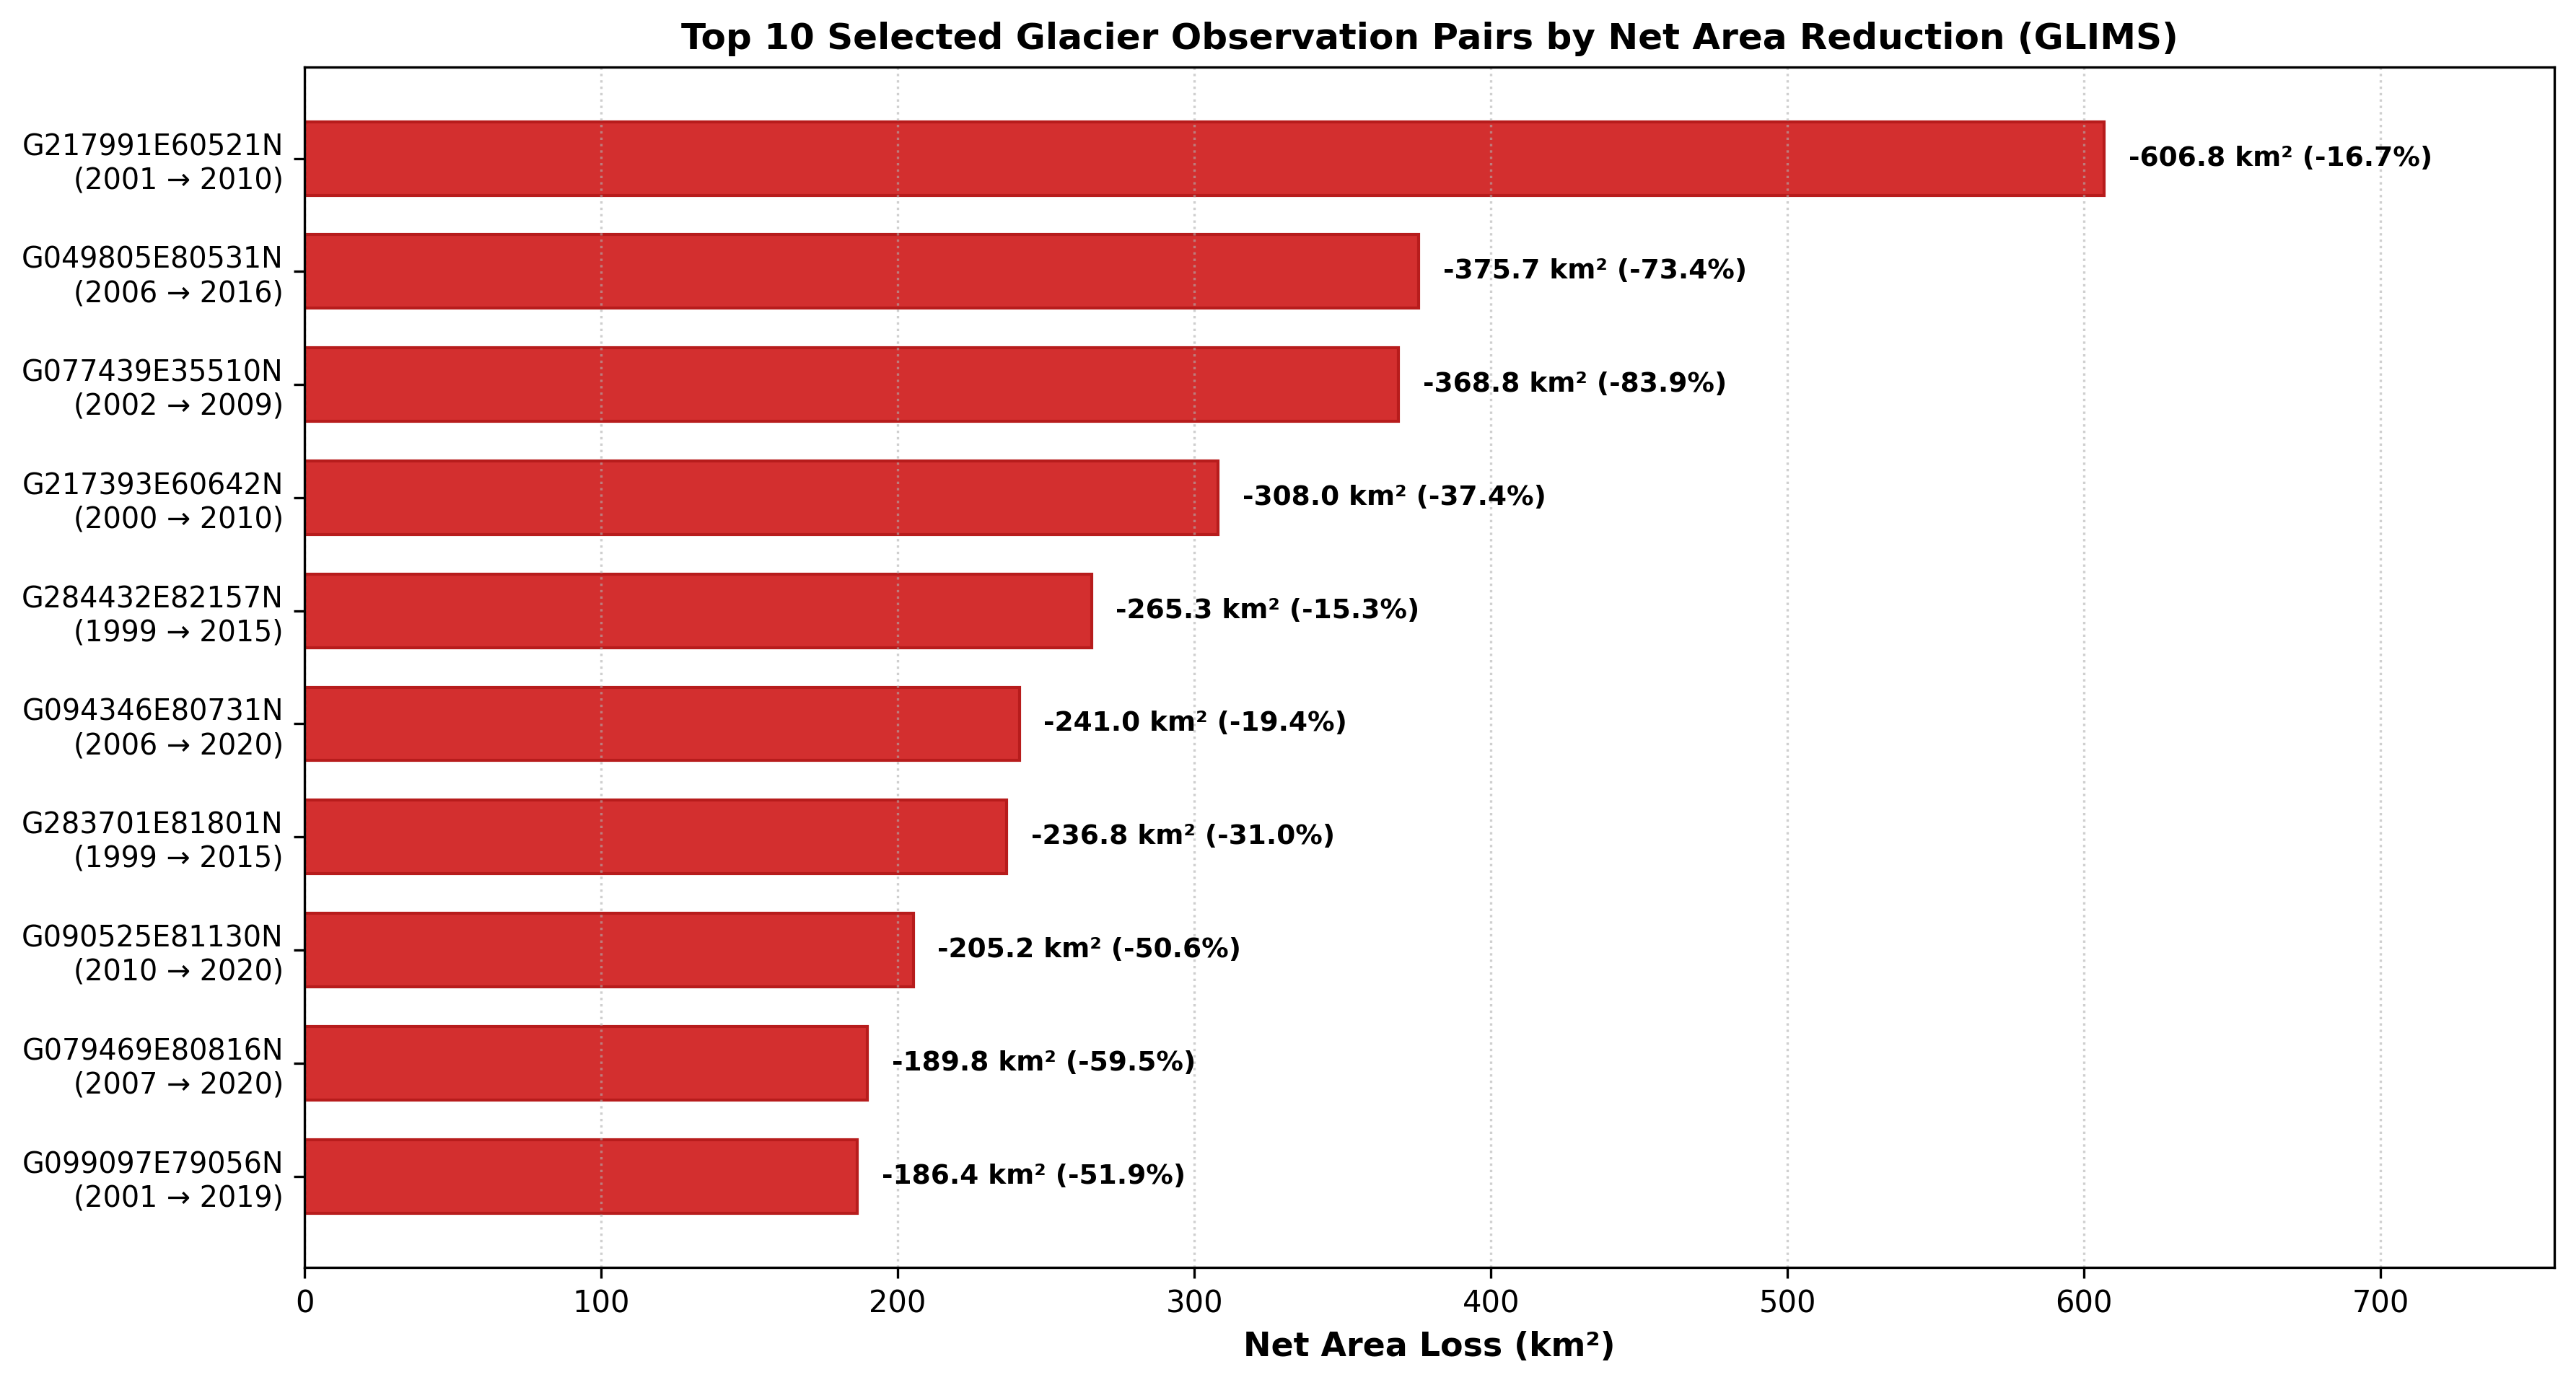 Top 10 Selected Glacier Observation Pairs by Net Area Reduction (GLIMS)
G217991E60521N
(2001 → 2010)
-606.8 km² (-16.7%)
G049805E80531N
(2006 → 2016)
-375.7 km² (-73.4%)
G077439E35510N
(2002 → 2009)
-368.8 km² (-83.9%)
G217393E60642N
(2000 → 2010)
-308.0 km² (-37.4%)
G284432E82157N
(1999 → 2015)
-265.3 km² (-15.3%)
G094346E80731N
(2006 → 2020)
-241.0 km² (-19.4%)
G283701E81801N
(1999 → 2015)
-236.8 km² (-31.0%)
G090525E81130N
(2010 → 2020)
-205.2 km² (-50.6%)
G079469E80816N
(2007 → 2020)
-189.8 km² (-59.5%)
G099097E79056N
(2001 → 2019)
-186.4 km² (-51.9%)
0 100 200 300 400 500 600 700
Net Area Loss (km²)